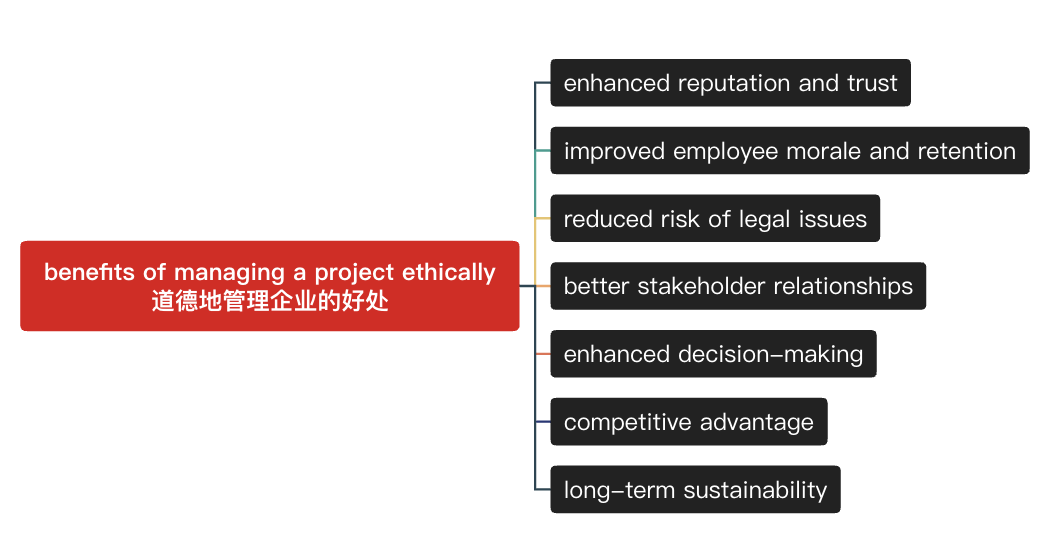 benefits of managing a project ethically
道德地管理企业的好处
enhanced reputation and trust
improved employee morale and retention
reduced risk of legal issues
better stakeholder relationships
enhanced decision-making
competitive advantage
long-term sustainability